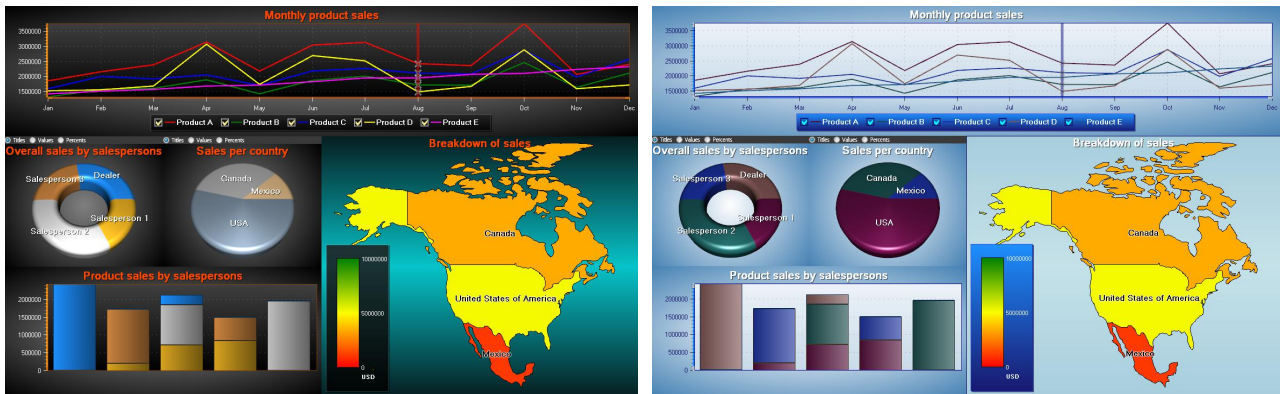 Monthly product sales
3500000
3000000
2500000
2000000
1500000
Jan Feb Mar Apr May Jun Jul Aug Sep Oct Nov Dec
Product A Product B Product C Product D Product E
Titles Values Percents
Titles Values Percents
Overall sales by salespersons
Salesperson 3
Dealer
Salesperson 1
Salesperson 2
Sales per country
Canada
Mexico
USA
Product sales by salespersons
2000000
1500000
1000000
500000
0
Breakdown of sales
Canada
United States of America
Mexico
10000000
5000000
0
USD
Monthly product sales
3500000
3000000
2500000
2000000
1500000
Jan Feb Mar Apr May Jun Jul Aug Sep Oct Nov Dec
Product A Product B Product C Product D Product E
Titles Values Percents
Titles Values Percents
Overall sales by salespersons
Salesperson 3
Dealer
Salesperson 1
Salesperson 2
Sales per country
Canada
Mexico
USA
Product sales by salespersons
2000000
1500000
1000000
500000
0
Breakdown of sales
Canada
United States of America
Mexico
10000000
5000000
0
USD